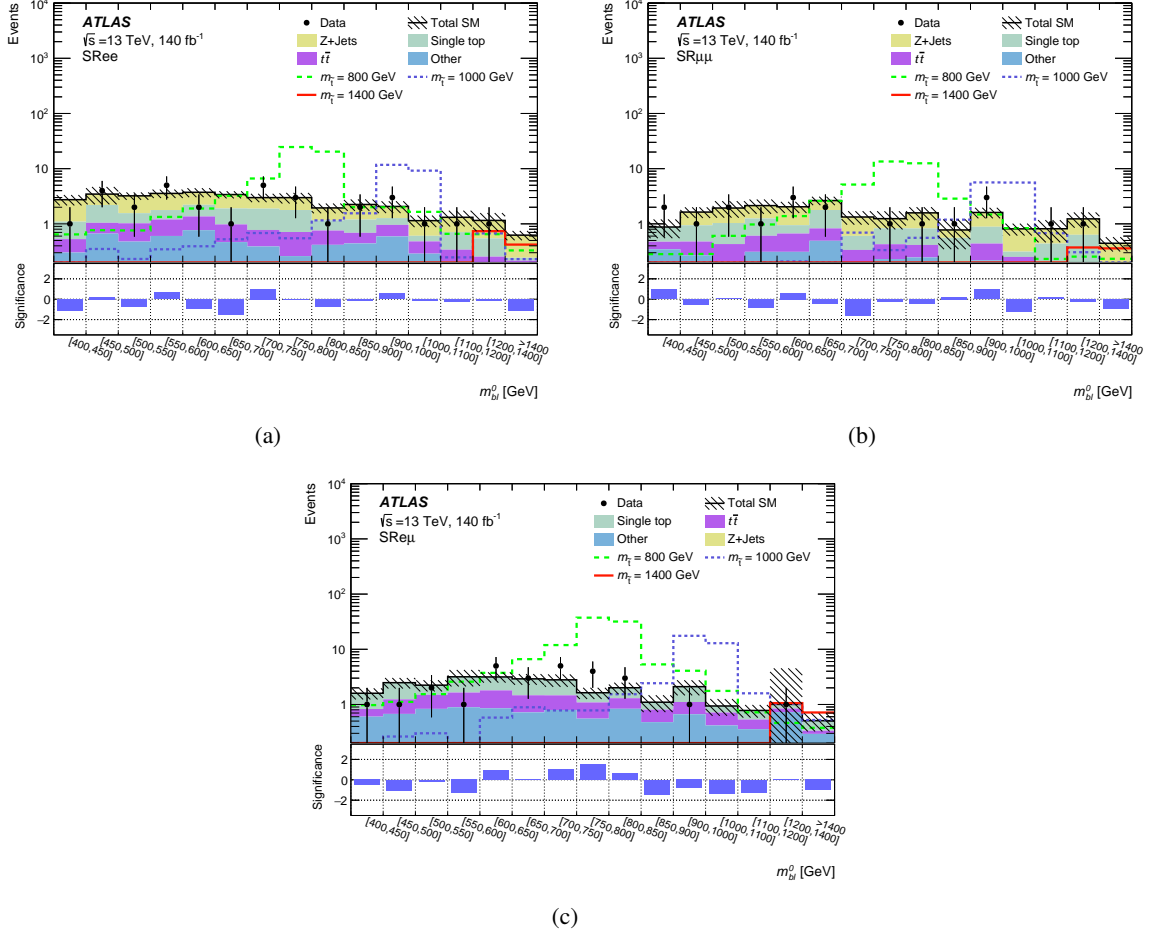 Events
10⁴
10³
10²
10
1
ATLAS
√s =13 TeV, 140 fb⁻¹
SRee
Data
Total SM
Z+Jets
Single top
tt̄
Other
m_t̃ = 800 GeV
m_t̃ = 1000 GeV
m_t̃ = 1400 GeV
Significance
2
0
−2
[400,450]
[450,500]
[500,550]
[550,600]
[600,650]
[650,700]
[700,750]
[750,800]
[800,850]
[850,900]
[900,1000]
[1000,1100]
[1100,1200]
[1200,1400]
>1400
m⁰_bl [GeV]
(a)
Events
10⁴
10³
10²
10
1
ATLAS
√s =13 TeV, 140 fb⁻¹
SRμμ
Data
Total SM
Z+Jets
Single top
tt̄
Other
m_t̃ = 800 GeV
m_t̃ = 1000 GeV
m_t̃ = 1400 GeV
Significance
2
0
−2
[400,450]
[450,500]
[500,550]
[550,600]
[600,650]
[650,700]
[700,750]
[750,800]
[800,850]
[850,900]
[900,1000]
[1000,1100]
[1100,1200]
[1200,1400]
>1400
m⁰_bl [GeV]
(b)
Events
10⁴
10³
10²
10
1
ATLAS
√s =13 TeV, 140 fb⁻¹
SReμ
Data
Total SM
Single top
tt̄
Other
Z+Jets
m_t̃ = 800 GeV
m_t̃ = 1000 GeV
m_t̃ = 1400 GeV
Significance
2
0
−2
[400,450]
[450,500]
[500,550]
[550,600]
[600,650]
[650,700]
[700,750]
[750,800]
[800,850]
[850,900]
[900,1000]
[1000,1100]
[1100,1200]
[1200,1400]
>1400
m⁰_bl [GeV]
(c)